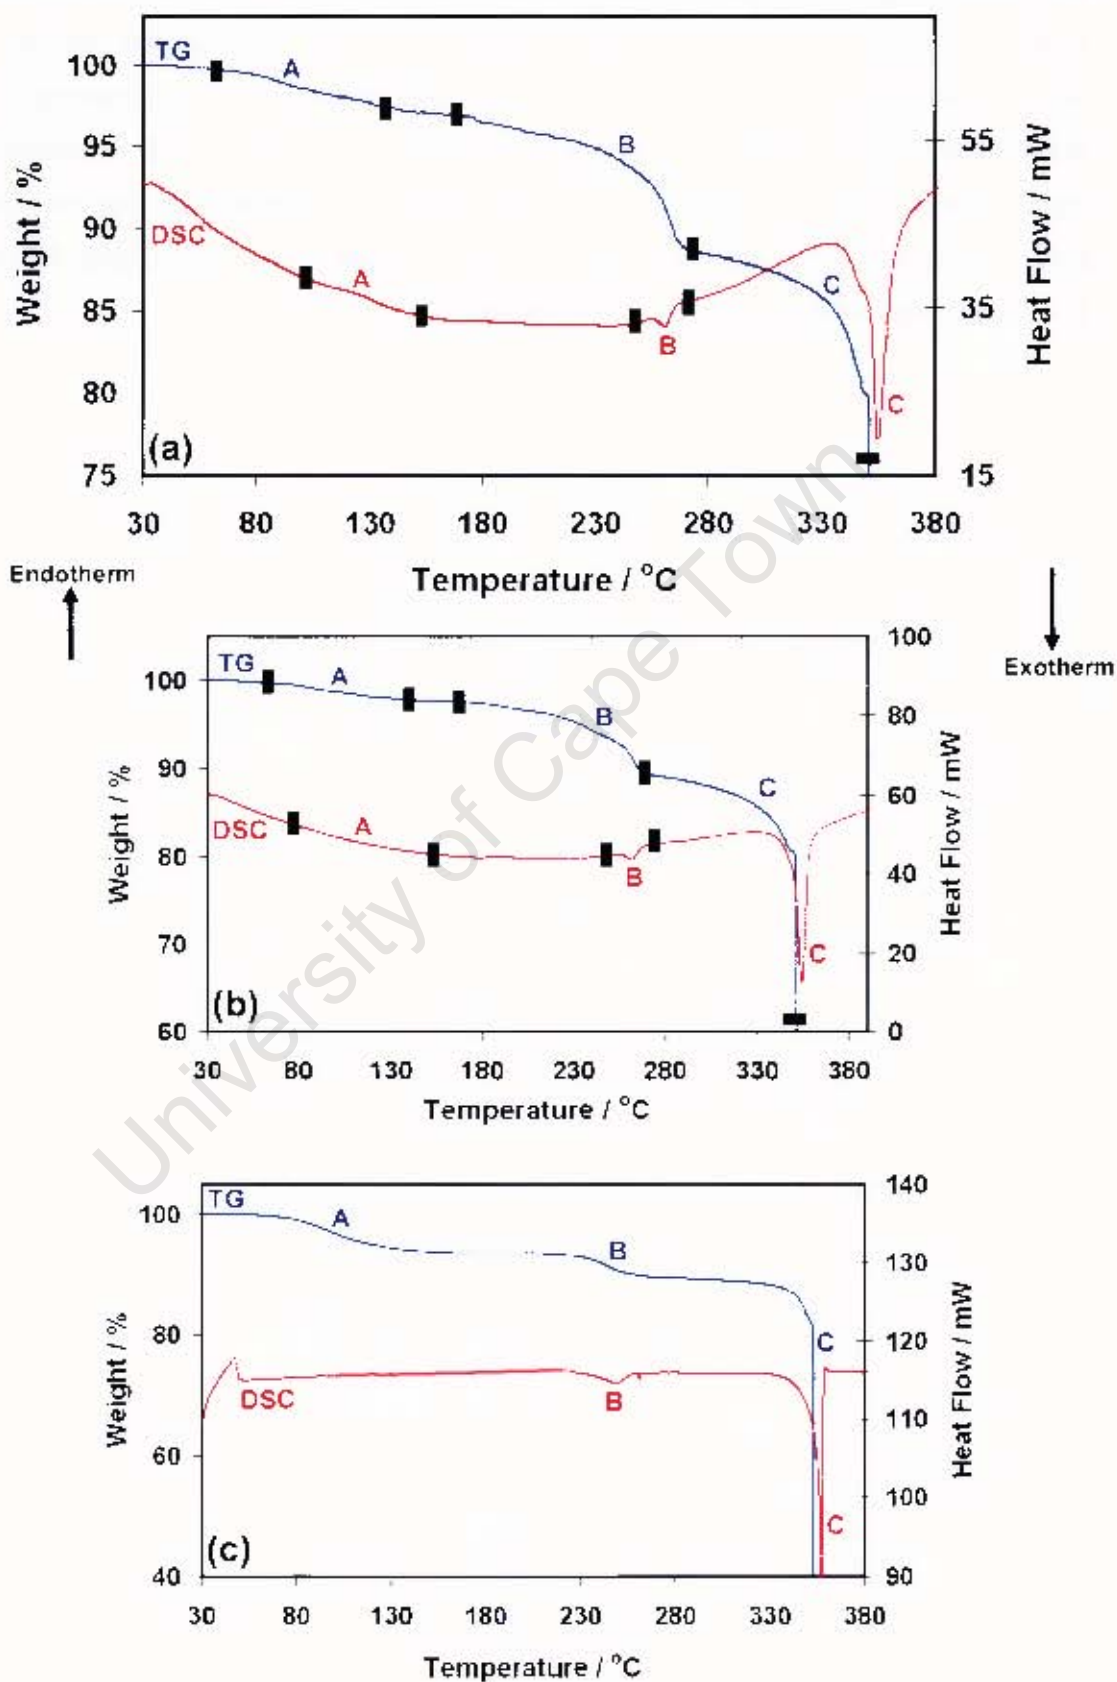 TG
A
100
95
B
55
Weight / %
90
DSC
A
C
85
35
Heat Flow / mW
B
80
C
(a)
75
15
30 80 130 180 230 280 330 380
Temperature / °C
Endotherm
Exotherm
TG
A
100
100
B
80
90
C
60
Weight / %
DSC
A
80
B
40
Heat Flow / mW
70
C
20
(b)
60
0
30 80 130 180 230 280 330 380
Temperature / °C
TG
A
100
140
B
130
80
C
120
Weight / %
DSC
B
110
Heat Flow / mW
60
100
C
(c)
40
90
30 80 130 180 230 280 330 380
Temperature / °C
University of Cape Town